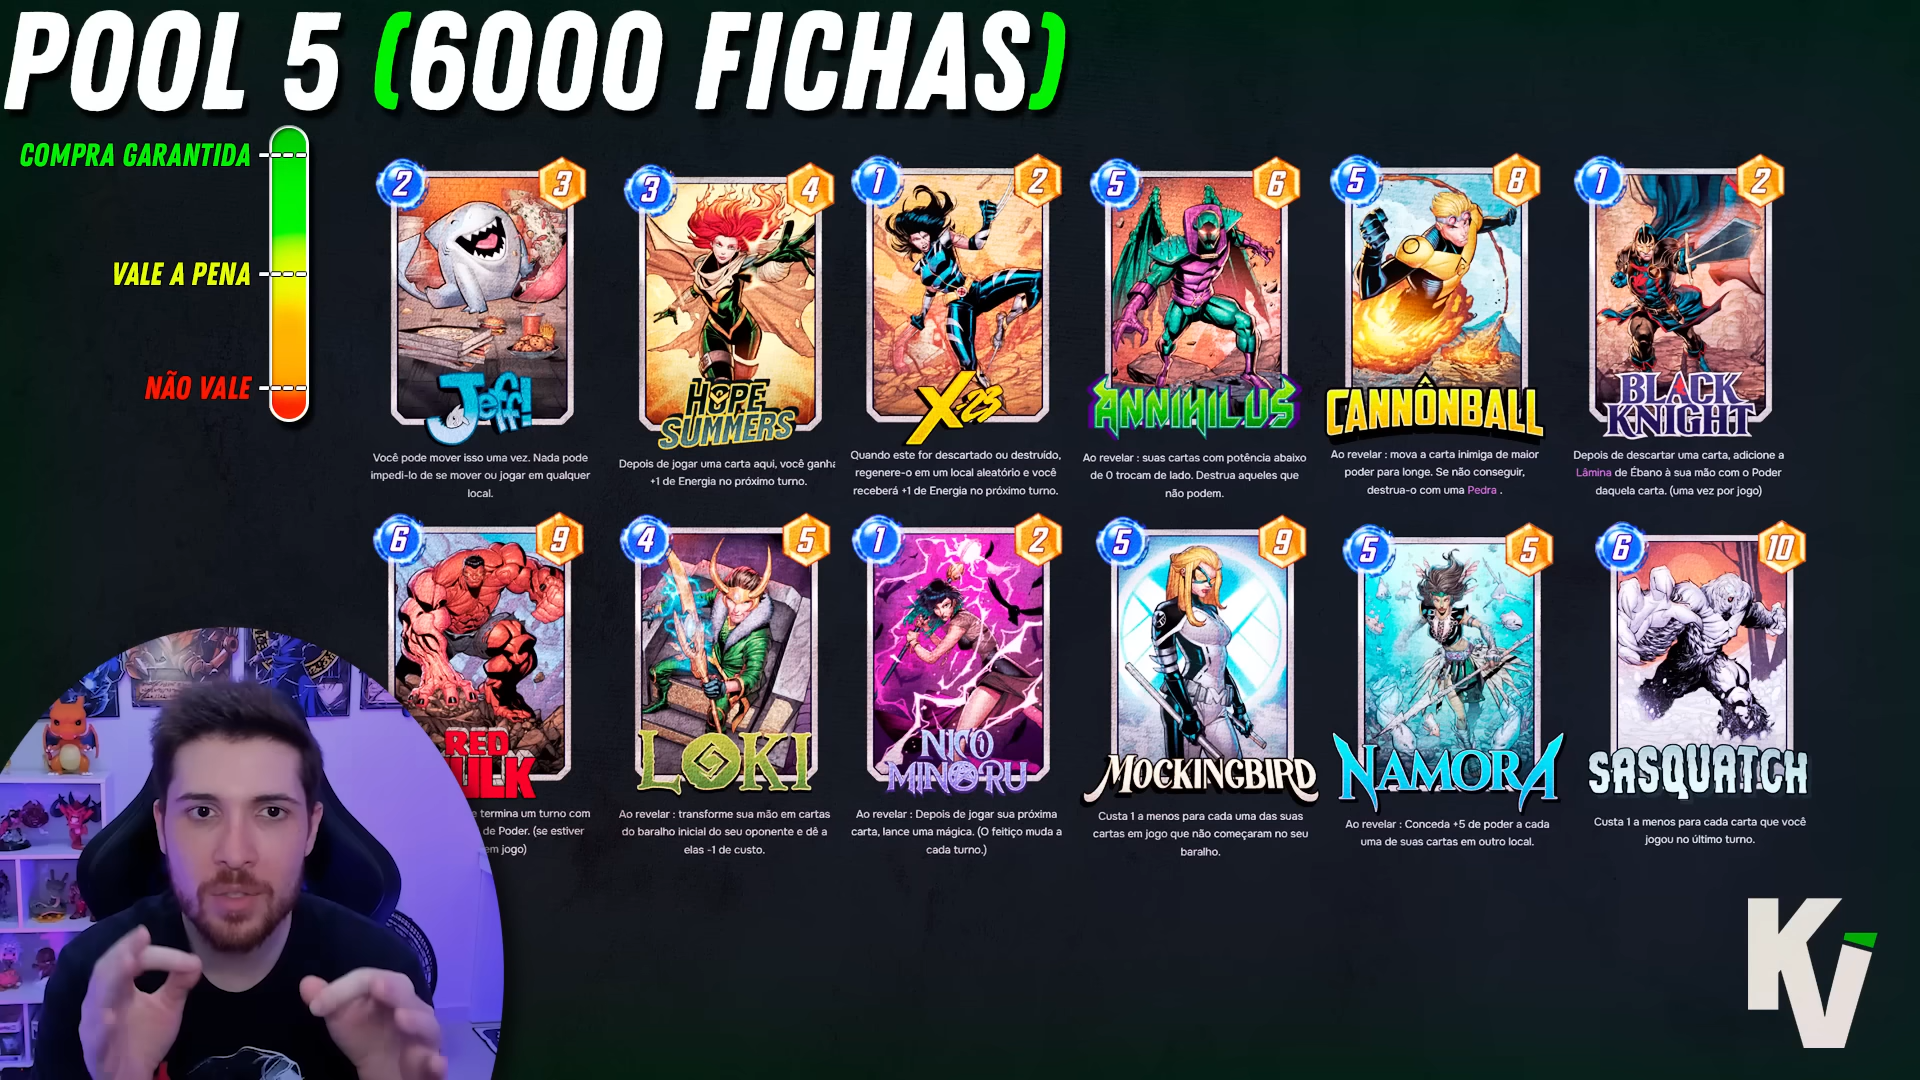 POOL 5 (6000 FICHAS)
COMPRA GARANTIDA
VALE A PENA
NÃO VALE
2 3
Jeff!
Você pode mover isso uma vez. Nada pode
impedi-lo de se mover ou jogar em qualquer
local.
3 4
HOPE
SUMMERS
Depois de jogar uma carta aqui, você ganha
+1 de Energia no próximo turno.
1 2
X-23
Quando este for descartado ou destruído,
regenere-o em um local aleatório e você
receberá +1 de Energia no próximo turno.
5 6
ANNIHILUS
Ao revelar : suas cartas com potência abaixo
de 0 trocam de lado. Destrua aqueles que
não podem.
5 8
CANNONBALL
Ao revelar : mova a carta inimiga de maior
poder para longe. Se não conseguir,
destrua-o com uma Pedra .
1 2
BLACK
KNIGHT
Depois de descartar uma carta, adicione a
Lâmina de Ébano à sua mão com o Poder
daquela carta. (uma vez por jogo)
6 9
RED
HULK
termina um turno com
de Poder. (se estiver
em jogo)
4 5
LOKI
Ao revelar : transforme sua mão em cartas
do baralho inicial do seu oponente e dê a
elas -1 de custo.
1 2
NICO
MINORU
Ao revelar : Depois de jogar sua próxima
carta, lance uma mágica. (O feitiço muda a
cada turno.)
5 9
MOCKINGBIRD
Custa 1 a menos para cada uma das suas
cartas em jogo que não começaram no seu
baralho.
5 5
NAMORA
Ao revelar : Conceda +5 de poder a cada
uma de suas cartas em outro local.
6 10
SASQUATCH
Custa 1 a menos para cada carta que você
jogou no último turno.
KV